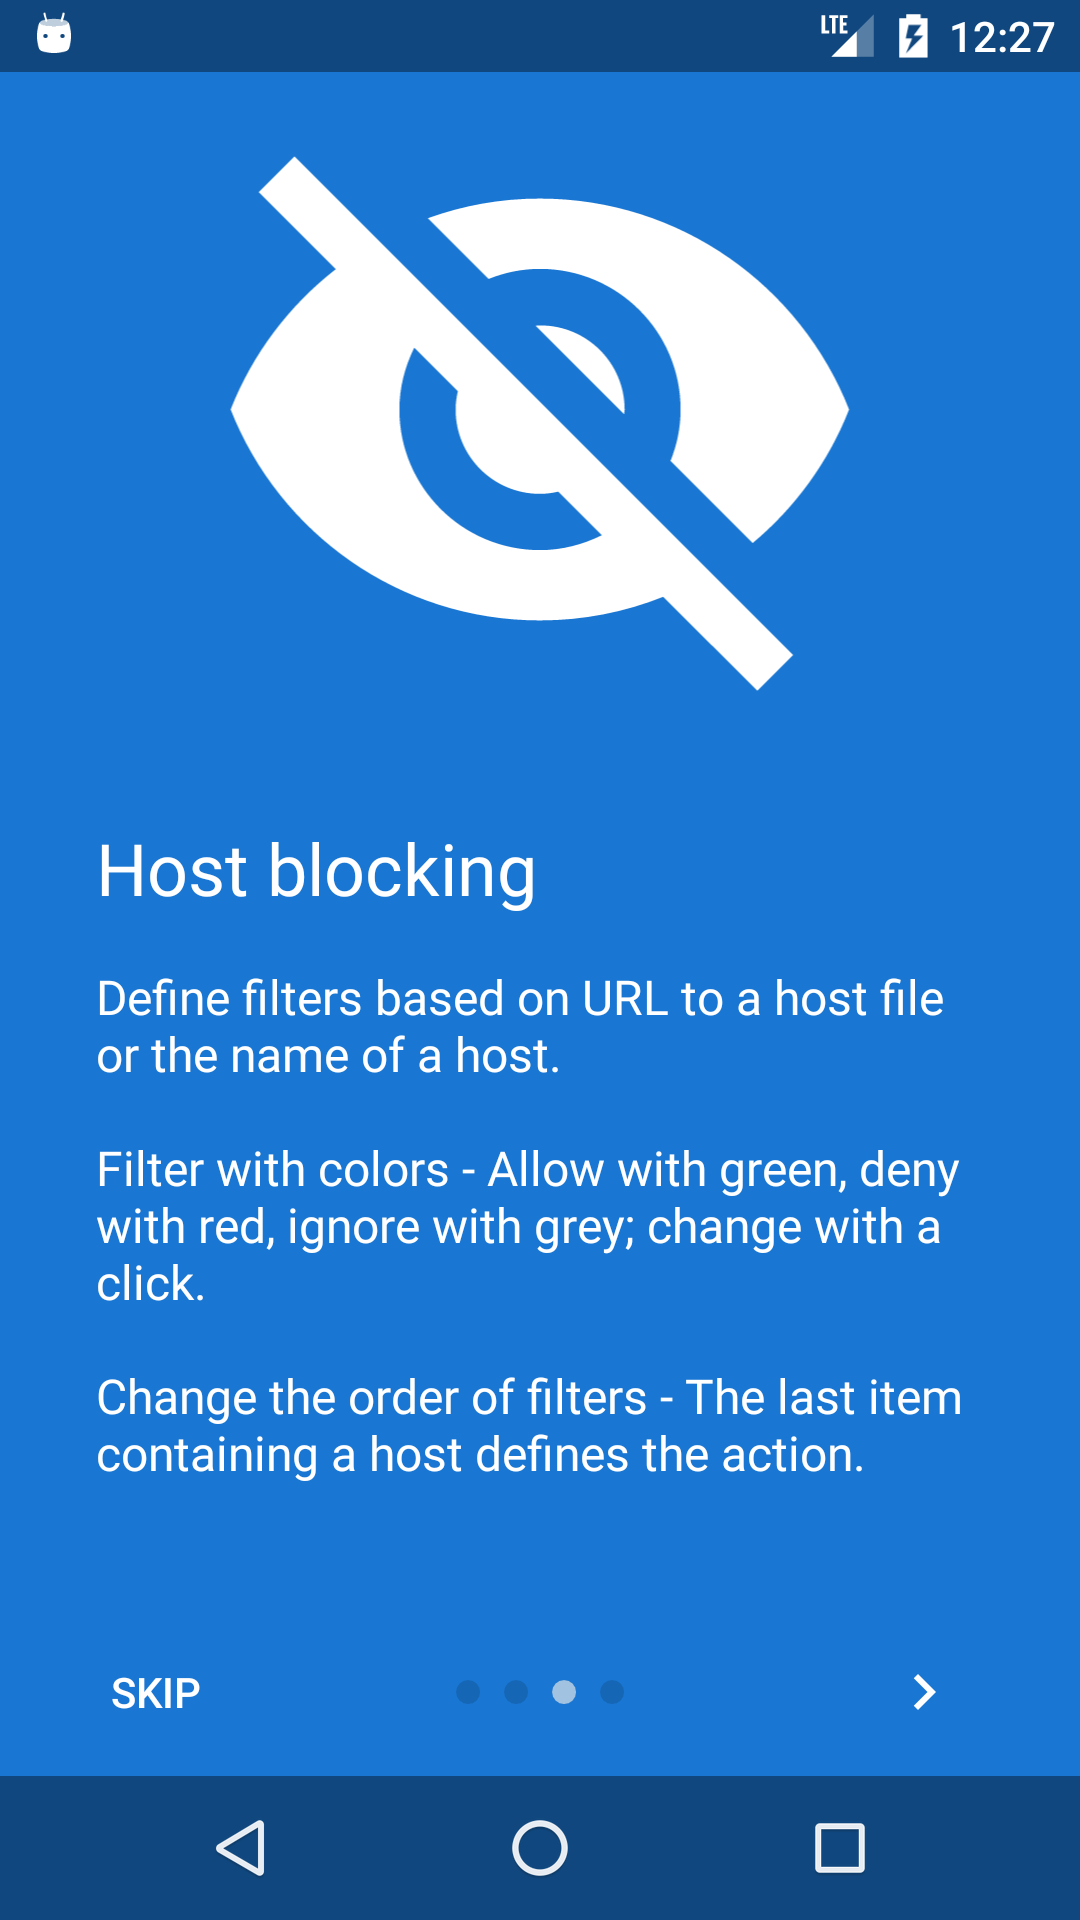 LTE 12:27
Host blocking
Define filters based on URL to a host file
or the name of a host.
Filter with colors - Allow with green, deny
with red, ignore with grey; change with a
click.
Change the order of filters - The last item
containing a host defines the action.
SKIP